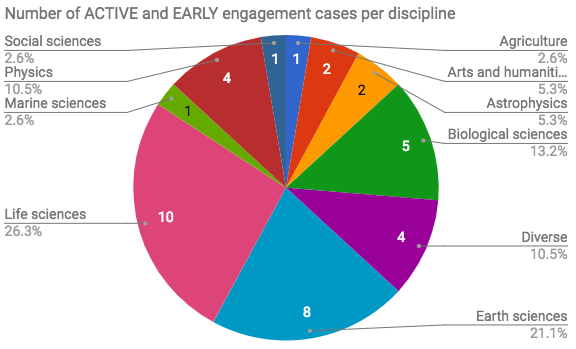 Number of ACTIVE and EARLY engagement cases per discipline
Social sciences
2.6%
Physics
10.5%
Marine sciences
2.6%
Life sciences
26.3%
Agriculture
2.6%
Arts and humaniti...
5.3%
Astrophysics
5.3%
Biological sciences
13.2%
Diverse
10.5%
Earth sciences
21.1%
1
1
2
2
5
4
8
10
1
4